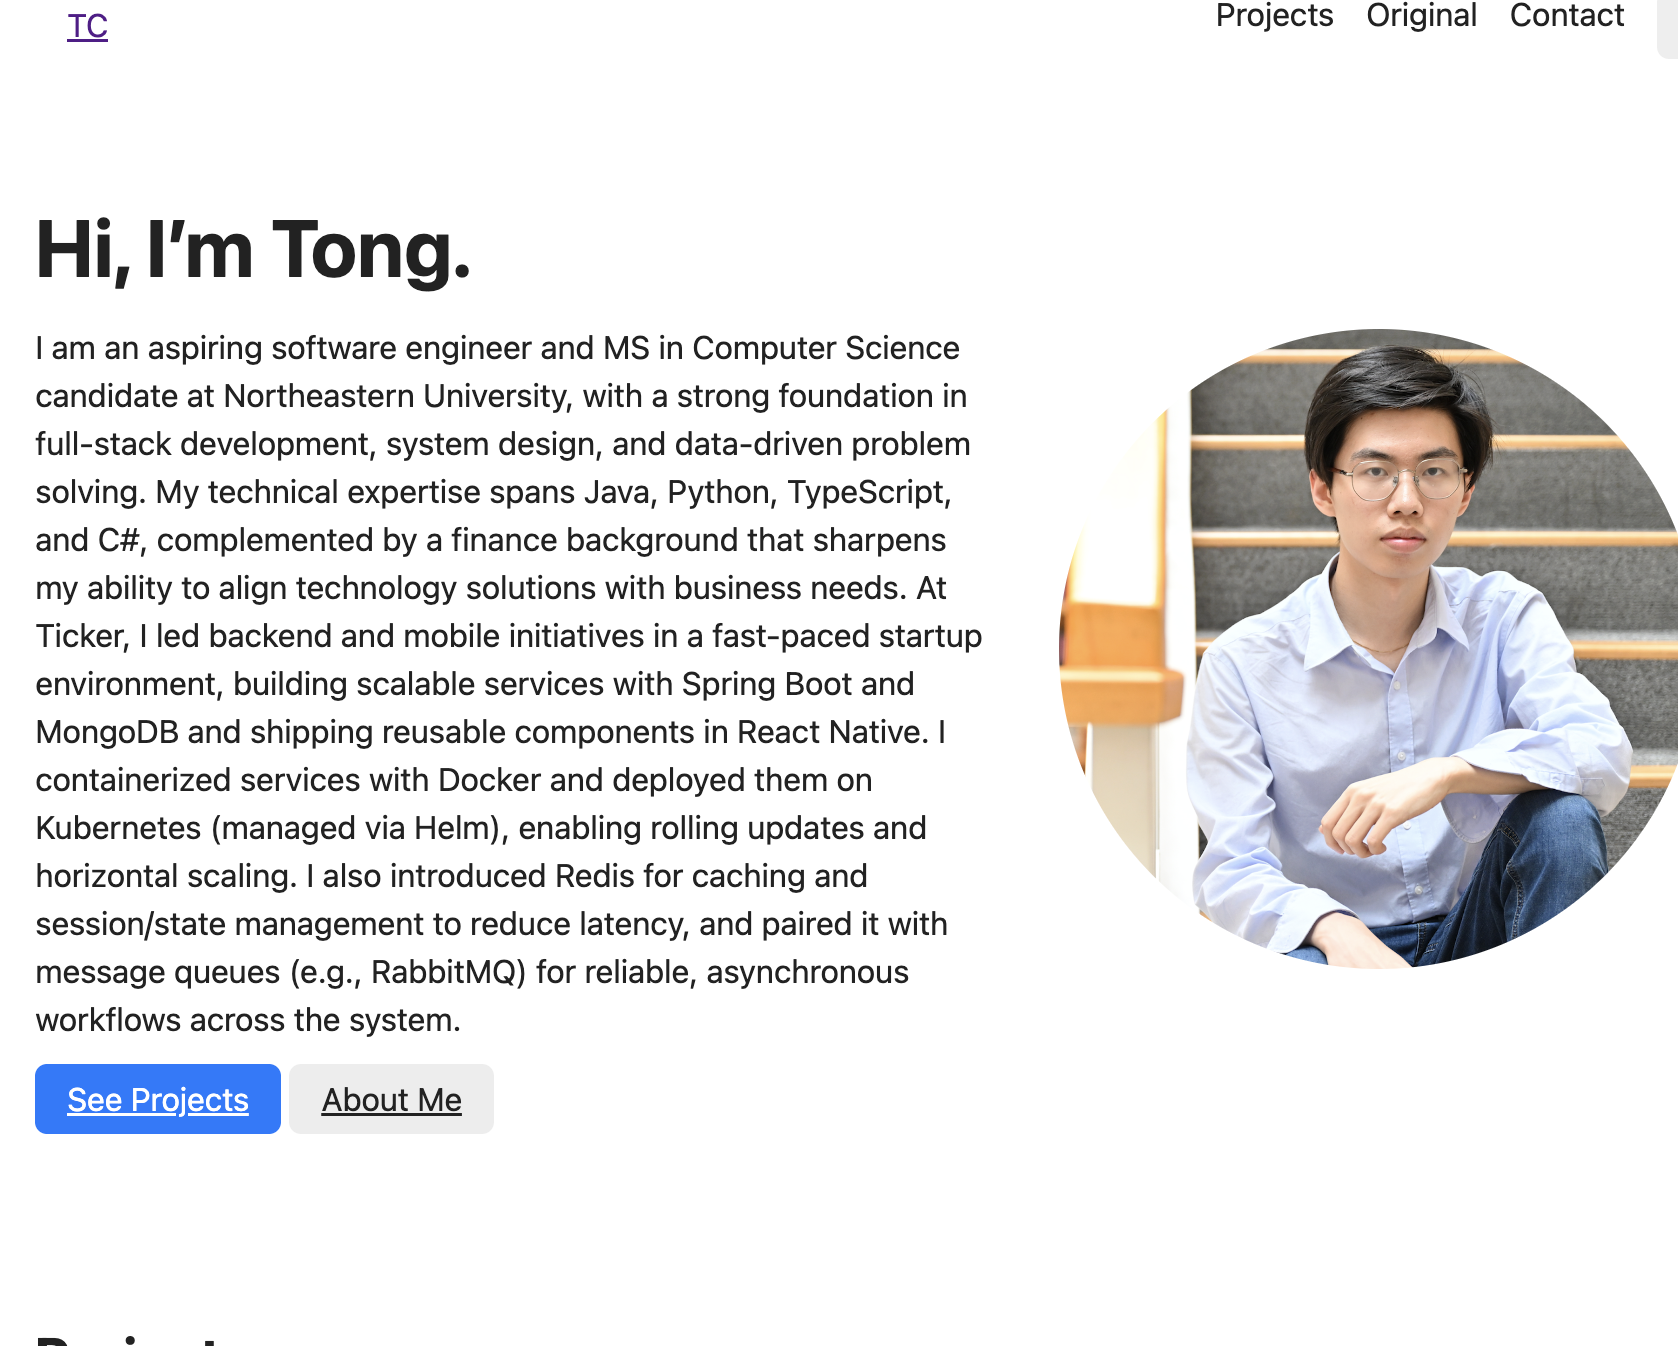 TC
Projects Original Contact
Hi, I’m Tong.
I am an aspiring software engineer and MS in Computer Science
candidate at Northeastern University, with a strong foundation in
full-stack development, system design, and data-driven problem
solving. My technical expertise spans Java, Python, TypeScript,
and C#, complemented by a finance background that sharpens
my ability to align technology solutions with business needs. At
Ticker, I led backend and mobile initiatives in a fast-paced startup
environment, building scalable services with Spring Boot and
MongoDB and shipping reusable components in React Native. I
containerized services with Docker and deployed them on
Kubernetes (managed via Helm), enabling rolling updates and
horizontal scaling. I also introduced Redis for caching and
session/state management to reduce latency, and paired it with
message queues (e.g., RabbitMQ) for reliable, asynchronous
workflows across the system.
See Projects
About Me